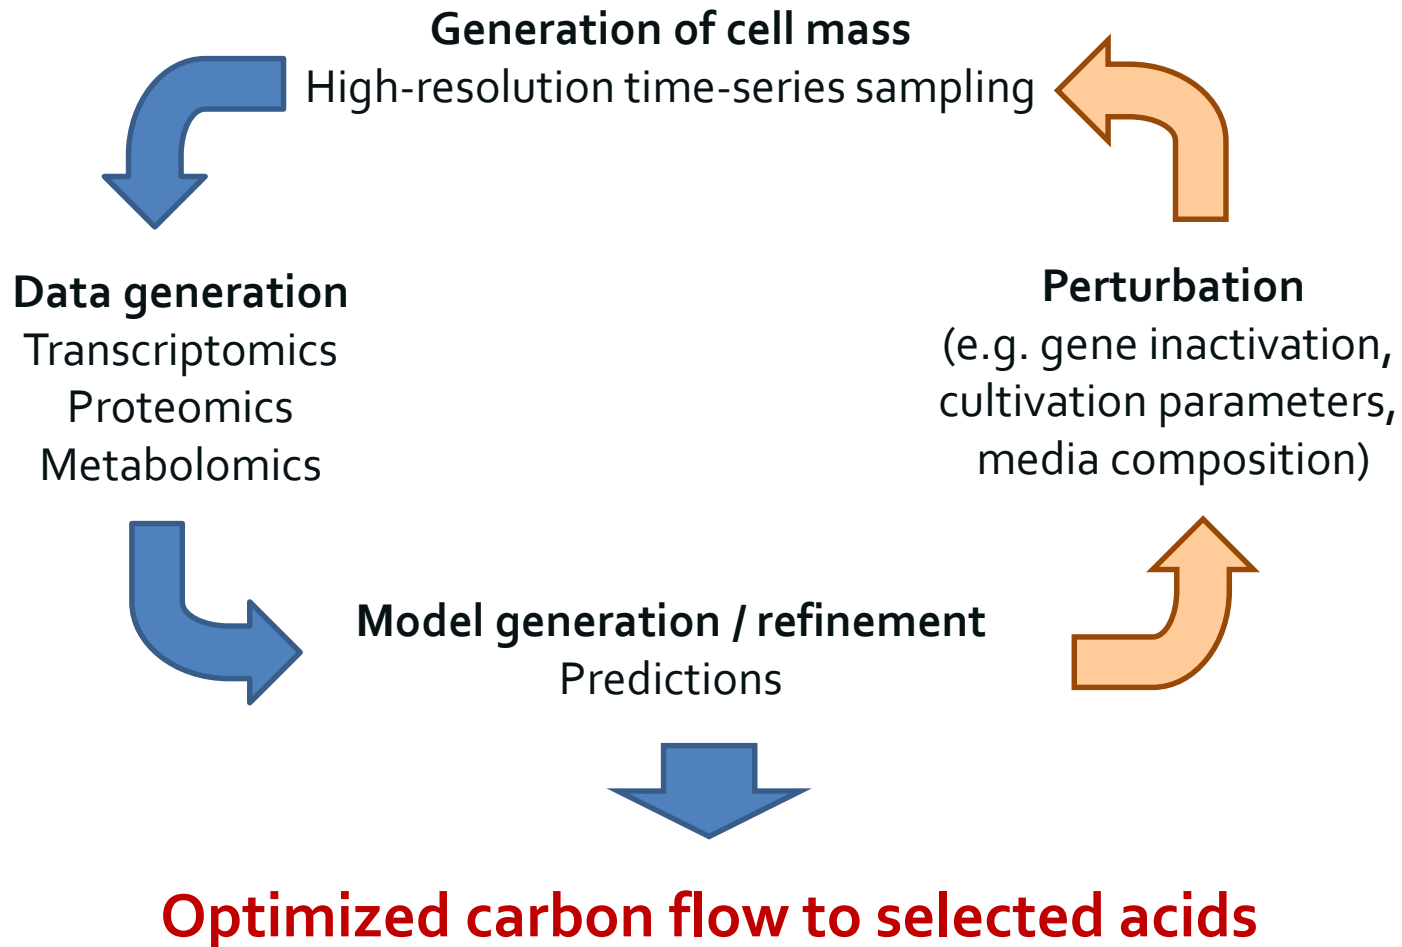 Generation of cell mass
High-resolution time-series sampling
Data generation
Transcriptomics
Proteomics
Metabolomics
Perturbation
(e.g. gene inactivation,
cultivation parameters,
media composition)
Model generation / refinement
Predictions
Optimized carbon flow to selected acids